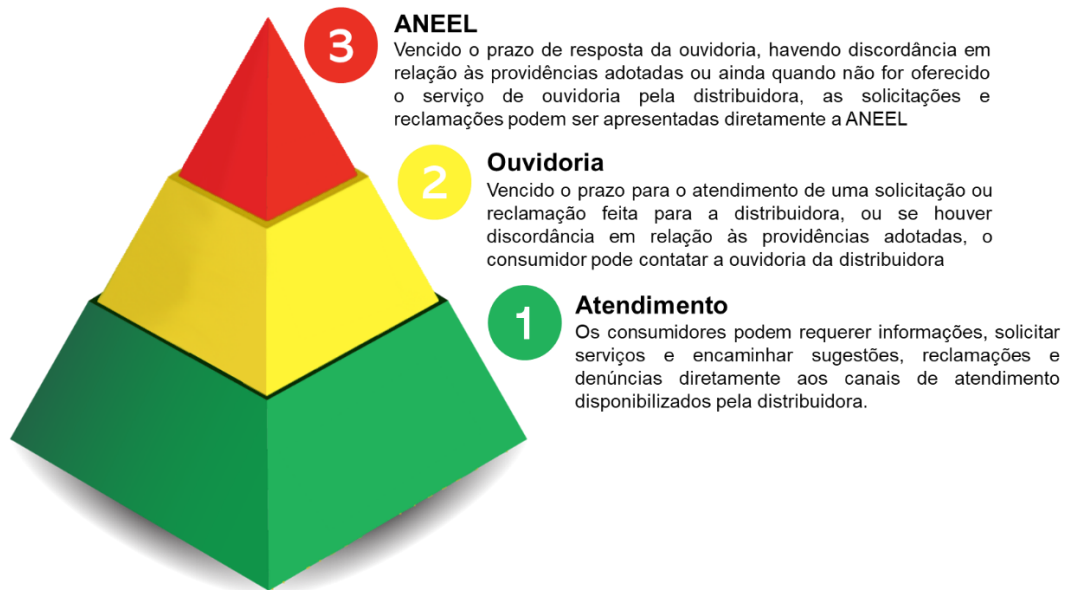 3
ANEEL
Vencido o prazo de resposta da ouvidoria, havendo discordância em
relação às providências adotadas ou ainda quando não for oferecido
o serviço de ouvidoria pela distribuidora, as solicitações e
reclamações podem ser apresentadas diretamente a ANEEL
2
Ouvidoria
Vencido o prazo para o atendimento de uma solicitação ou
reclamação feita para a distribuidora, ou se houver
discordância em relação às providências adotadas, o
consumidor pode contatar a ouvidoria da distribuidora
1
Atendimento
Os consumidores podem requerer informações, solicitar
serviços e encaminhar sugestões, reclamações e
denúncias diretamente aos canais de atendimento
disponibilizados pela distribuidora.